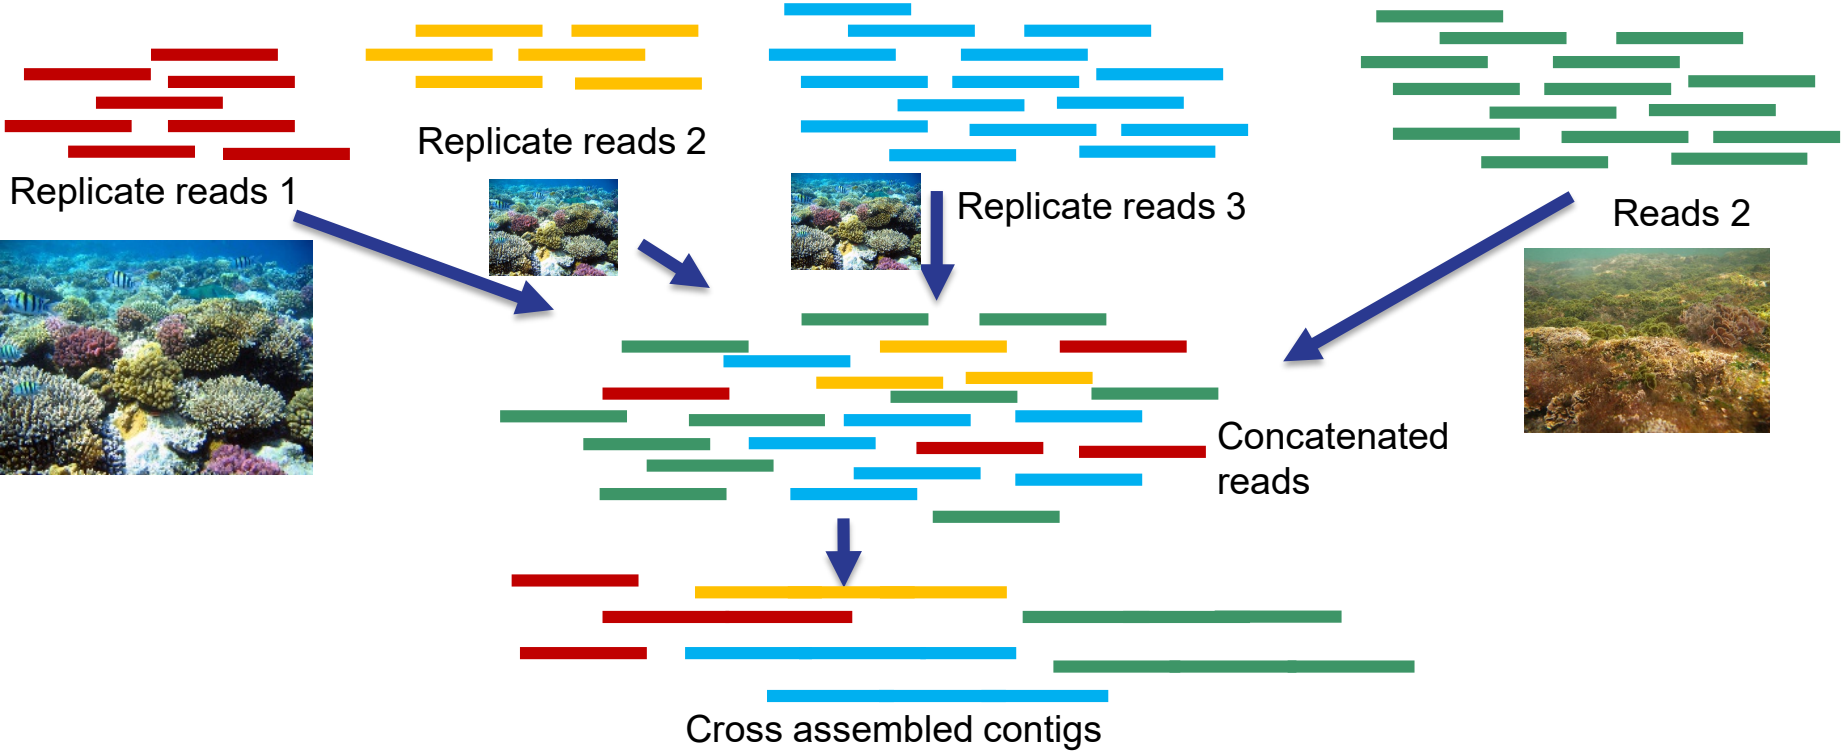 Replicate reads 2
Replicate reads 1
Replicate reads 3
Reads 2
Concatenated
reads
Cross assembled contigs